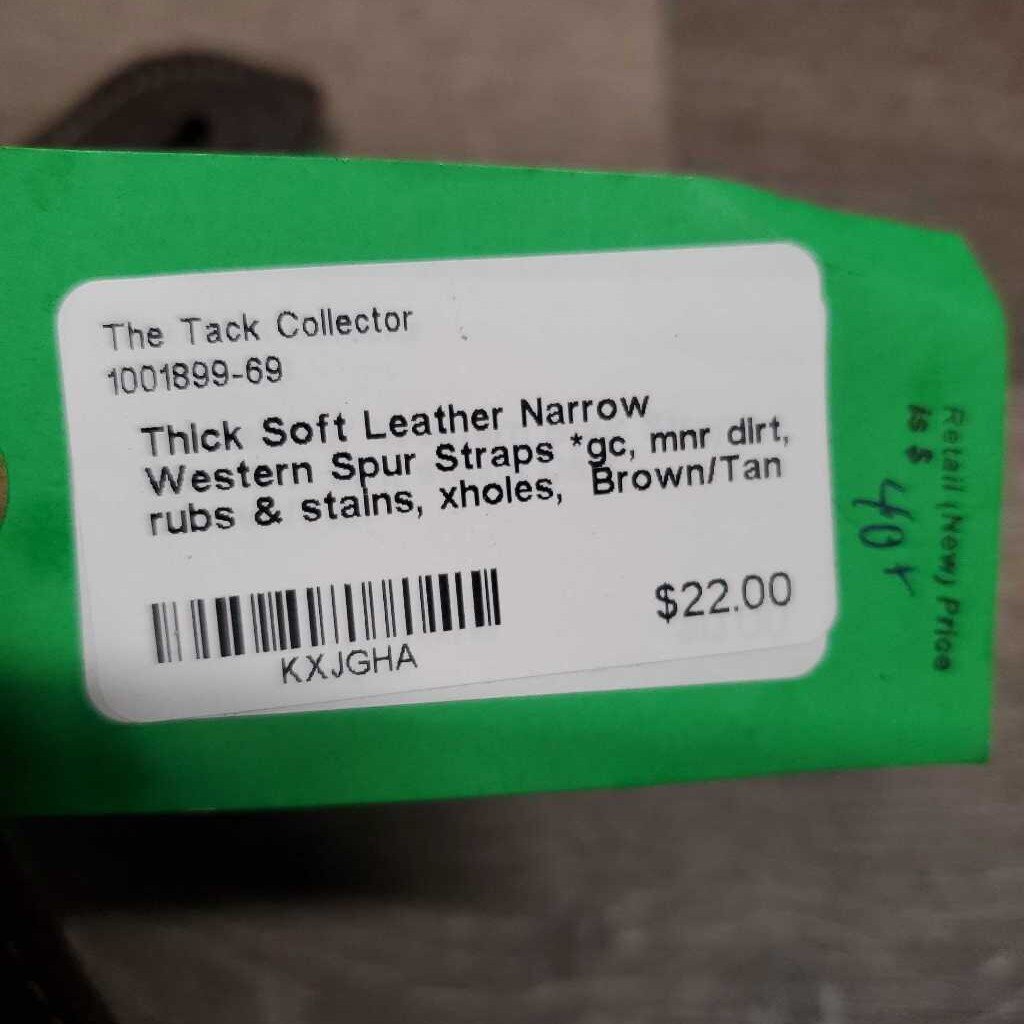 The Tack Collector
1001899-69
Thick Soft Leather Narrow
Western Spur Straps *gc, mnr dirt,
rubs & stains, xholes, Brown/Tan
KXJGHA
$22.00
Retail (New) Price
is $ 40+